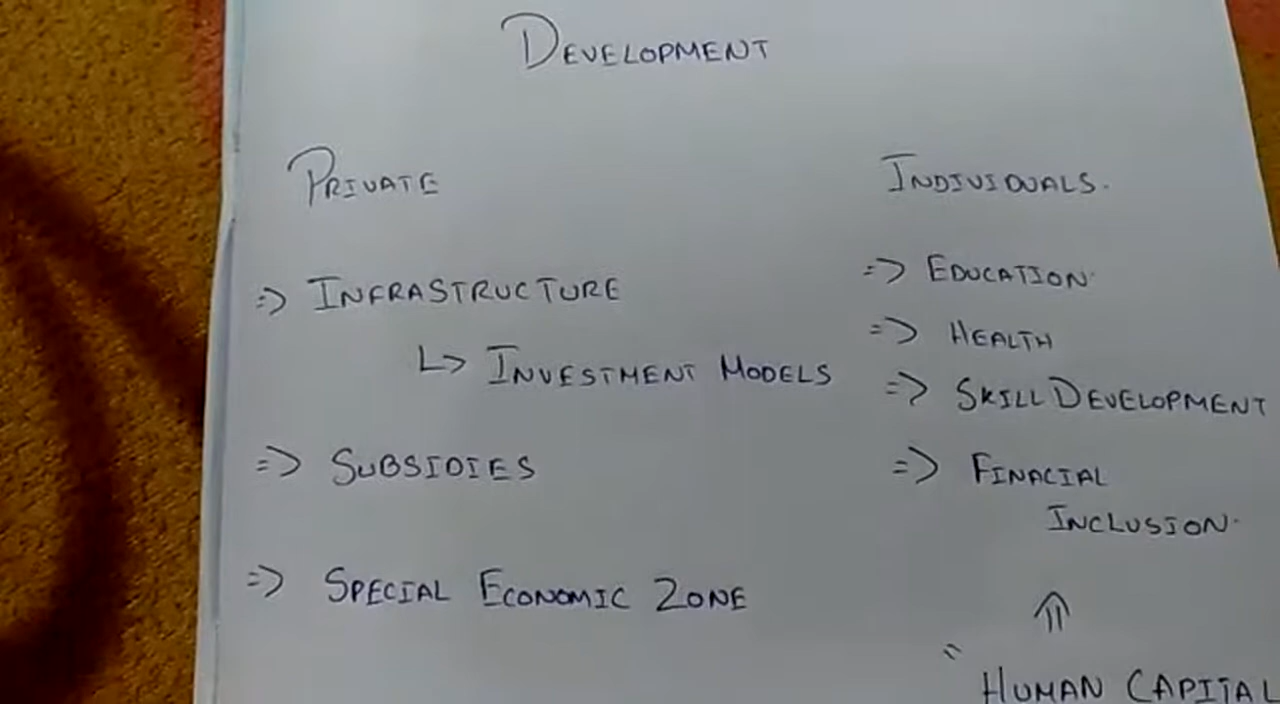 DEVELOPMENT
PRIVATE
=> INFRASTRUCTURE
↳ INVESTMENT MODELS
=> SUBSIDIES
=> SPECIAL ECONOMIC ZONE
INDIVIDUALS.
=> EDUCATION
=> HEALTH
=> SKILL DEVELOPMENT
=> FINACIAL
INCLUSION.
⇑
" HUMAN CAPITAL